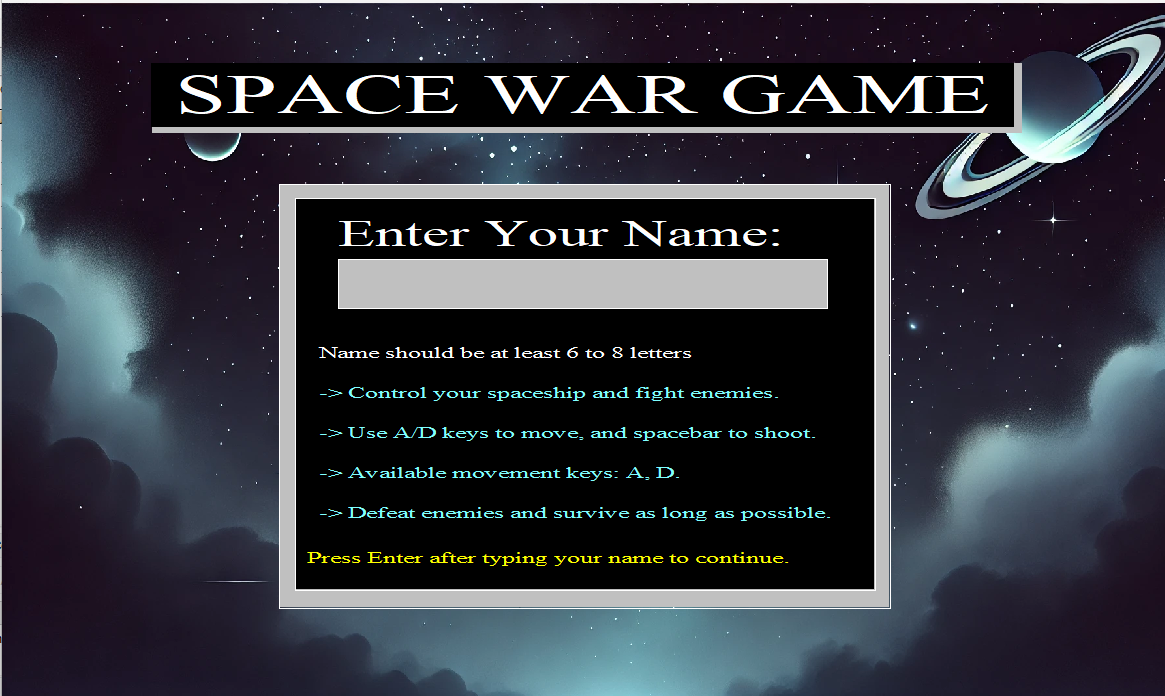 SPACE WAR GAME
Enter Your Name:
Name should be at least 6 to 8 letters
-> Control your spaceship and fight enemies.
-> Use A/D keys to move, and spacebar to shoot.
-> Available movement keys: A, D.
-> Defeat enemies and survive as long as possible.
Press Enter after typing your name to continue.